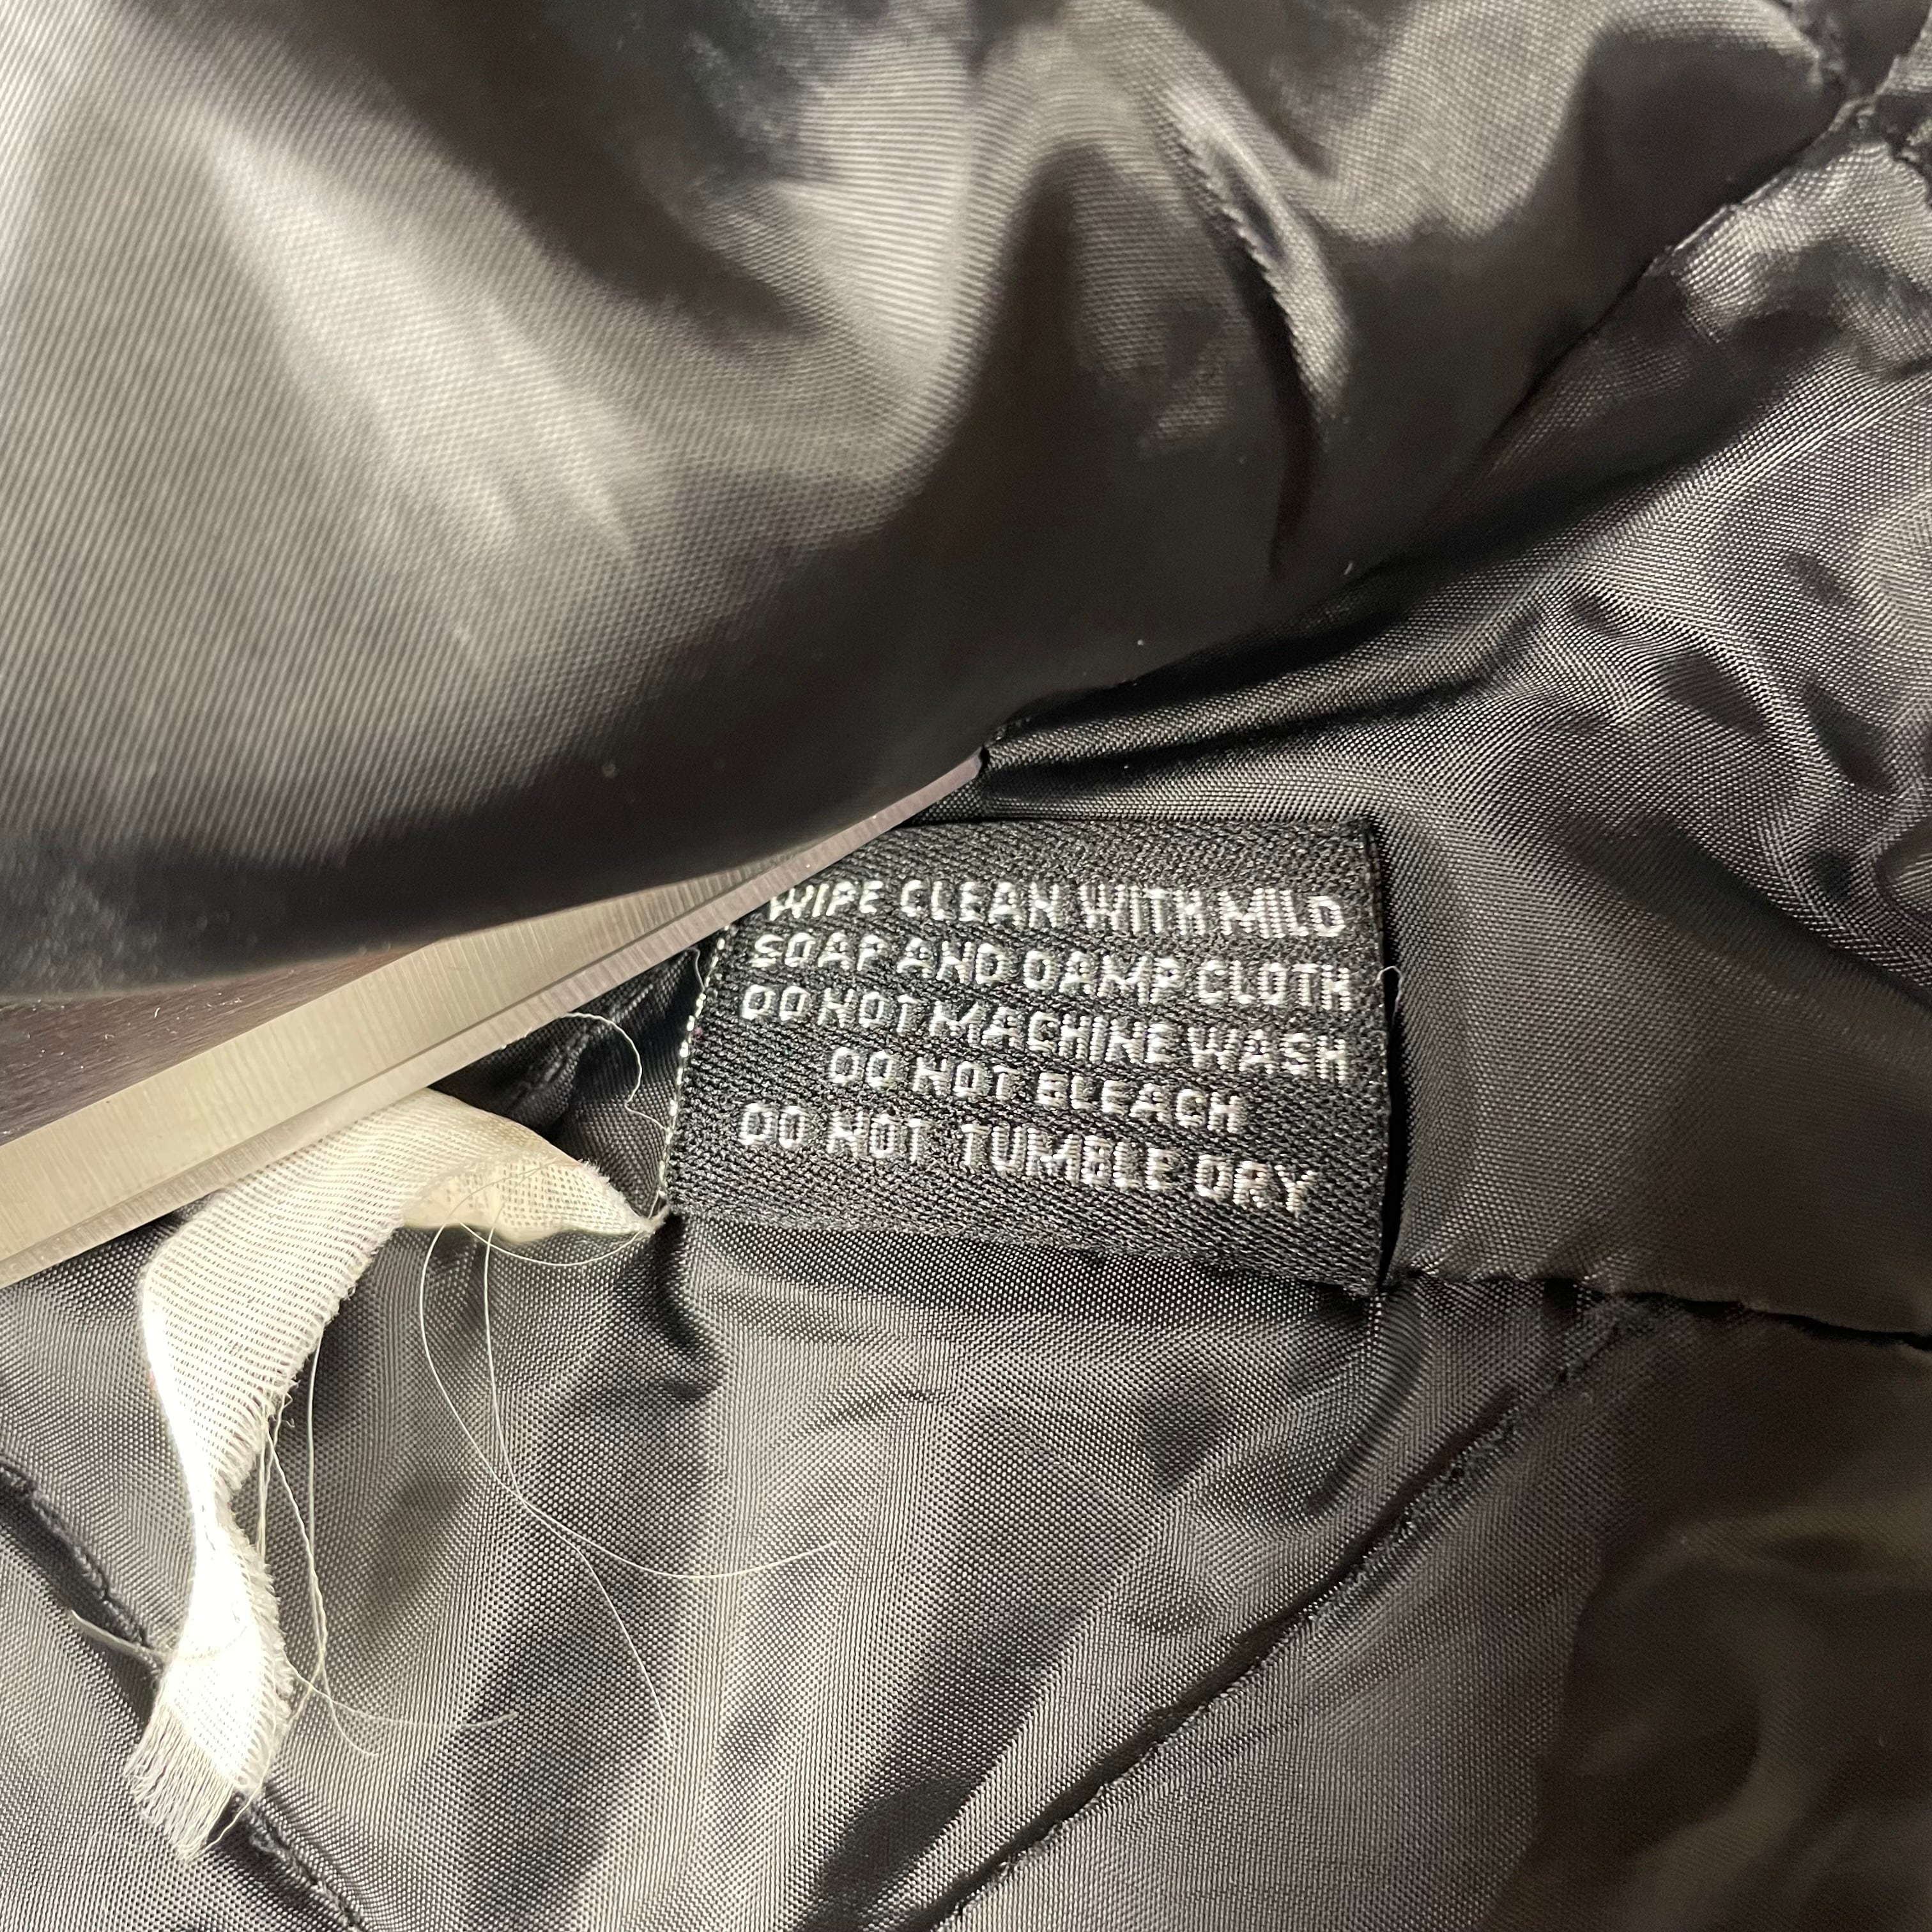 WIPE CLEAN WITH MILD
SOAP AND DAMP CLOTH
DO NOT MACHINE WASH
DO NOT BLEACH
DO NOT TUMBLE DRY